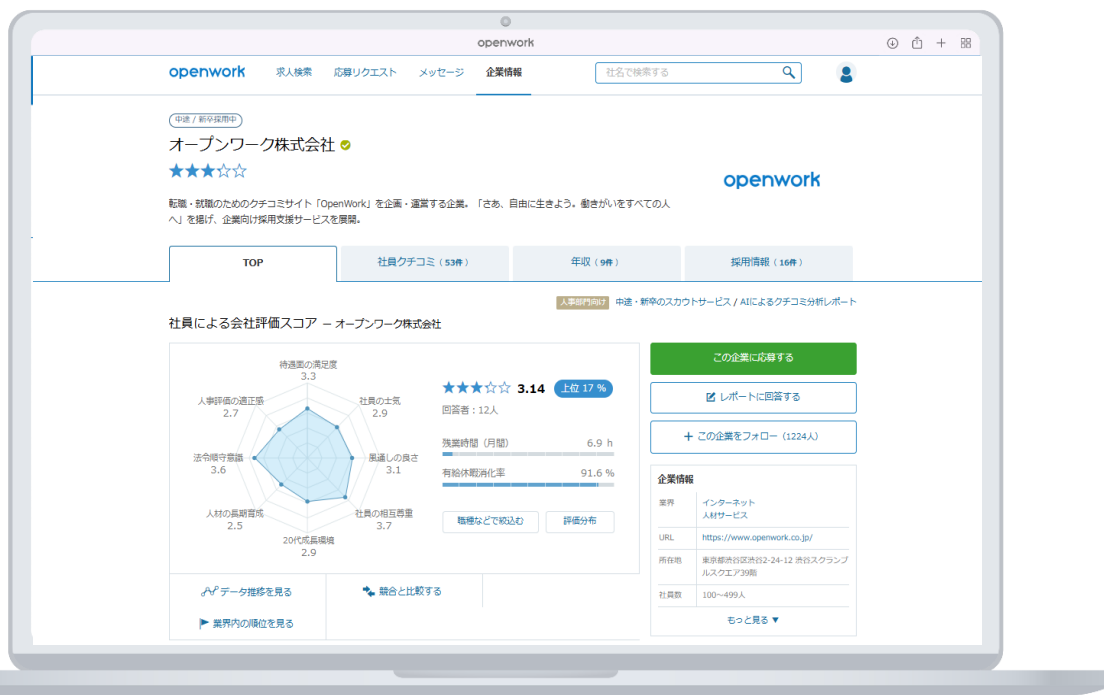 openwork
openwork 求人検索 応募リクエスト メッセージ 企業情報 社名で検索する
中途 / 新卒採用中
オープンワーク株式会社
openwork
転職・就職のためのクチコミサイト「OpenWork」を企画・運営する企業。「さあ、自由に生きよう。働きがいをすべての人
へ」を掲げ、企業向け採用支援サービスを展開。
TOP 社員クチコミ（53件） 年収（9件） 採用情報（16件）
人事部門向け 中途・新卒のスカウトサービス / AIによるクチコミ分析レポート
社員による会社評価スコア － オープンワーク株式会社
待遇面の満足度
3.3
社員の士気
2.9
風通しの良さ
3.1
社員の相互尊重
3.7
20代成長環境
2.9
人材の長期育成
2.5
法令順守意識
3.6
人事評価の適正感
2.7
3.14 上位 17 %
回答者：12人
残業時間（月間） 6.9 h
有給休暇消化率 91.6 %
職種などで絞込む 評価分布
データ推移を見る 競合と比較する
業界内の順位を見る
この企業に応募する
レポートに回答する
＋ この企業をフォロー（1224人）
企業情報
業界 インターネット
人材サービス
URL https://www.openwork.co.jp/
所在地 東京都渋谷区渋谷2-24-12 渋谷スクランブ
ルスクエア39階
社員数 100～499人
もっと見る ▼